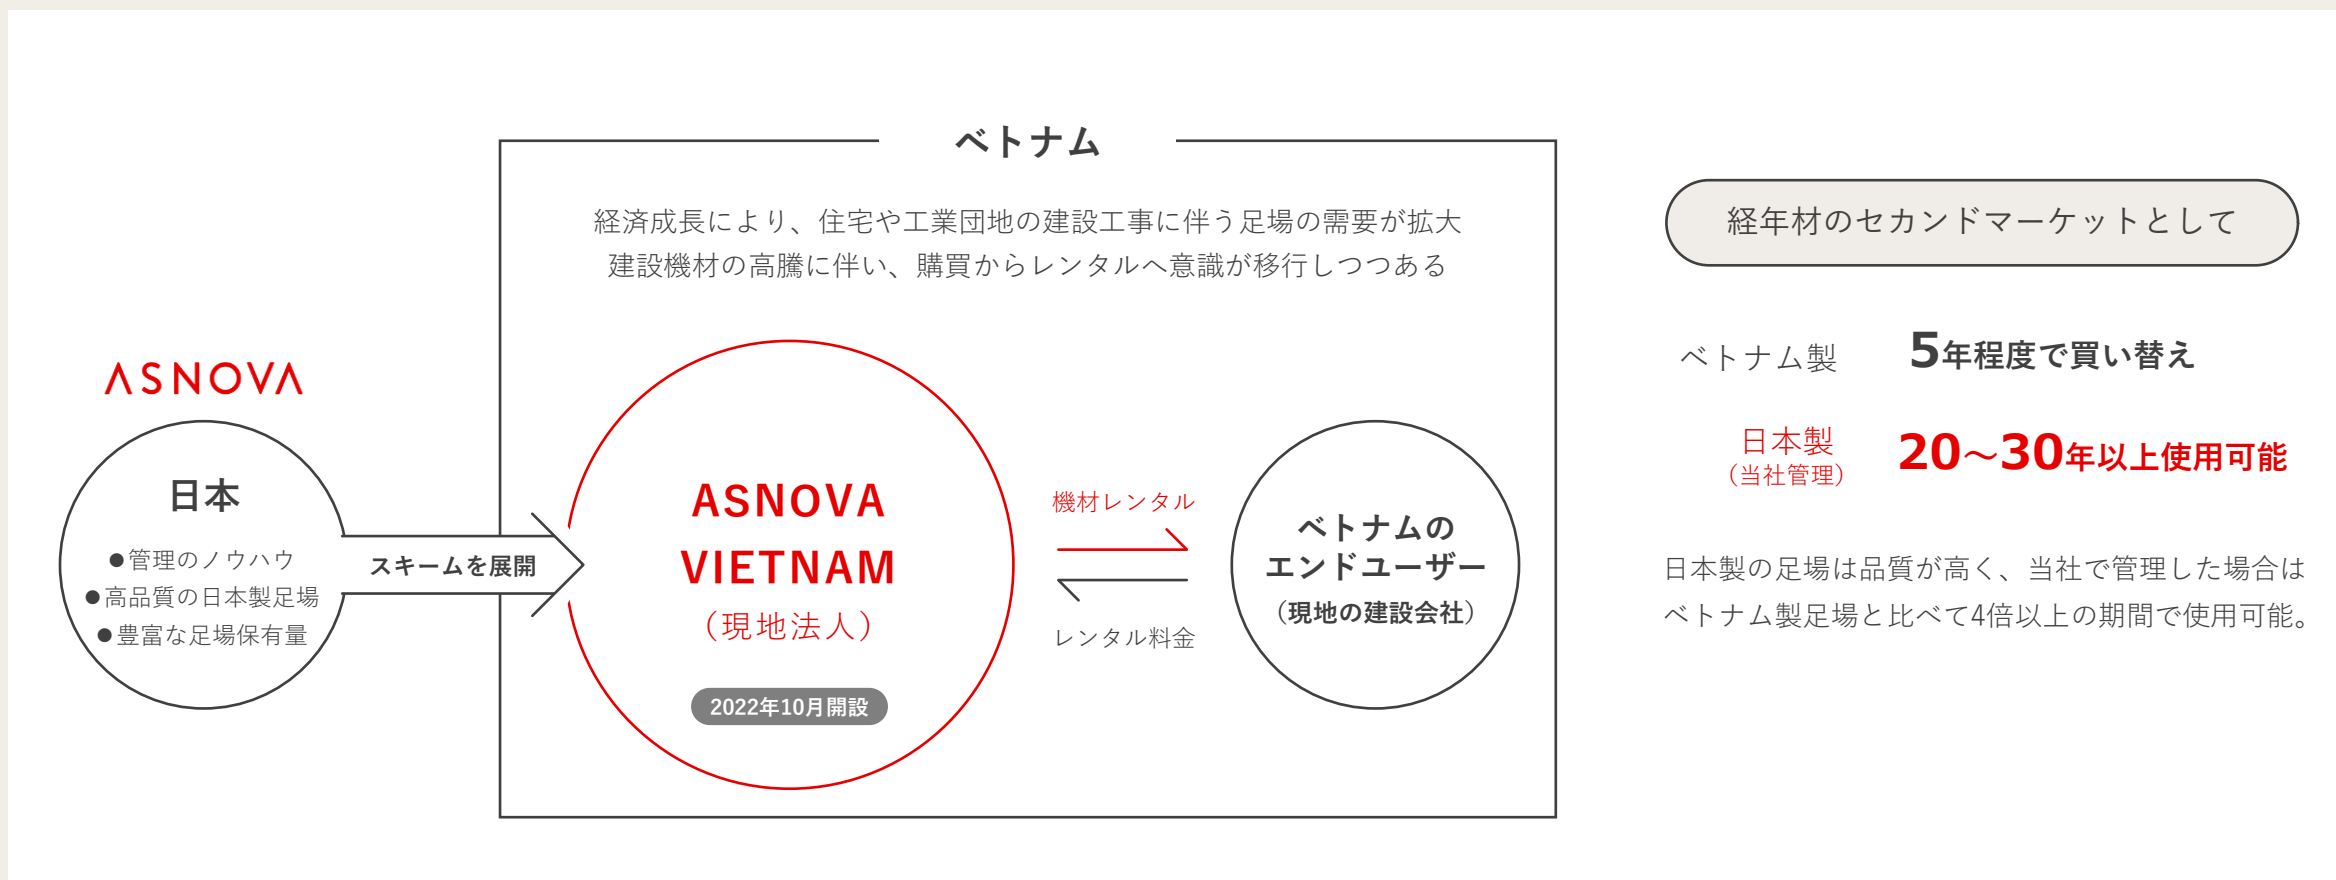 ベトナム
経済成長により、住宅や工業団地の建設工事に伴う足場の需要が拡大
建設機材の高騰に伴い、購買からレンタルへ意識が移行しつつある
ASNOVA
日本
●管理のノウハウ
●高品質の日本製足場
●豊富な足場保有量
スキームを展開
ASNOVA
VIETNAM
（現地法人）
2022年10月開設
機材レンタル
レンタル料金
ベトナムの
エンドユーザー
（現地の建設会社）
経年材のセカンドマーケットとして
ベトナム製 5年程度で買い替え
日本製 20～30年以上使用可能
（当社管理）
日本製の足場は品質が高く、当社で管理した場合は
ベトナム製足場と比べて4倍以上の期間で使用可能。